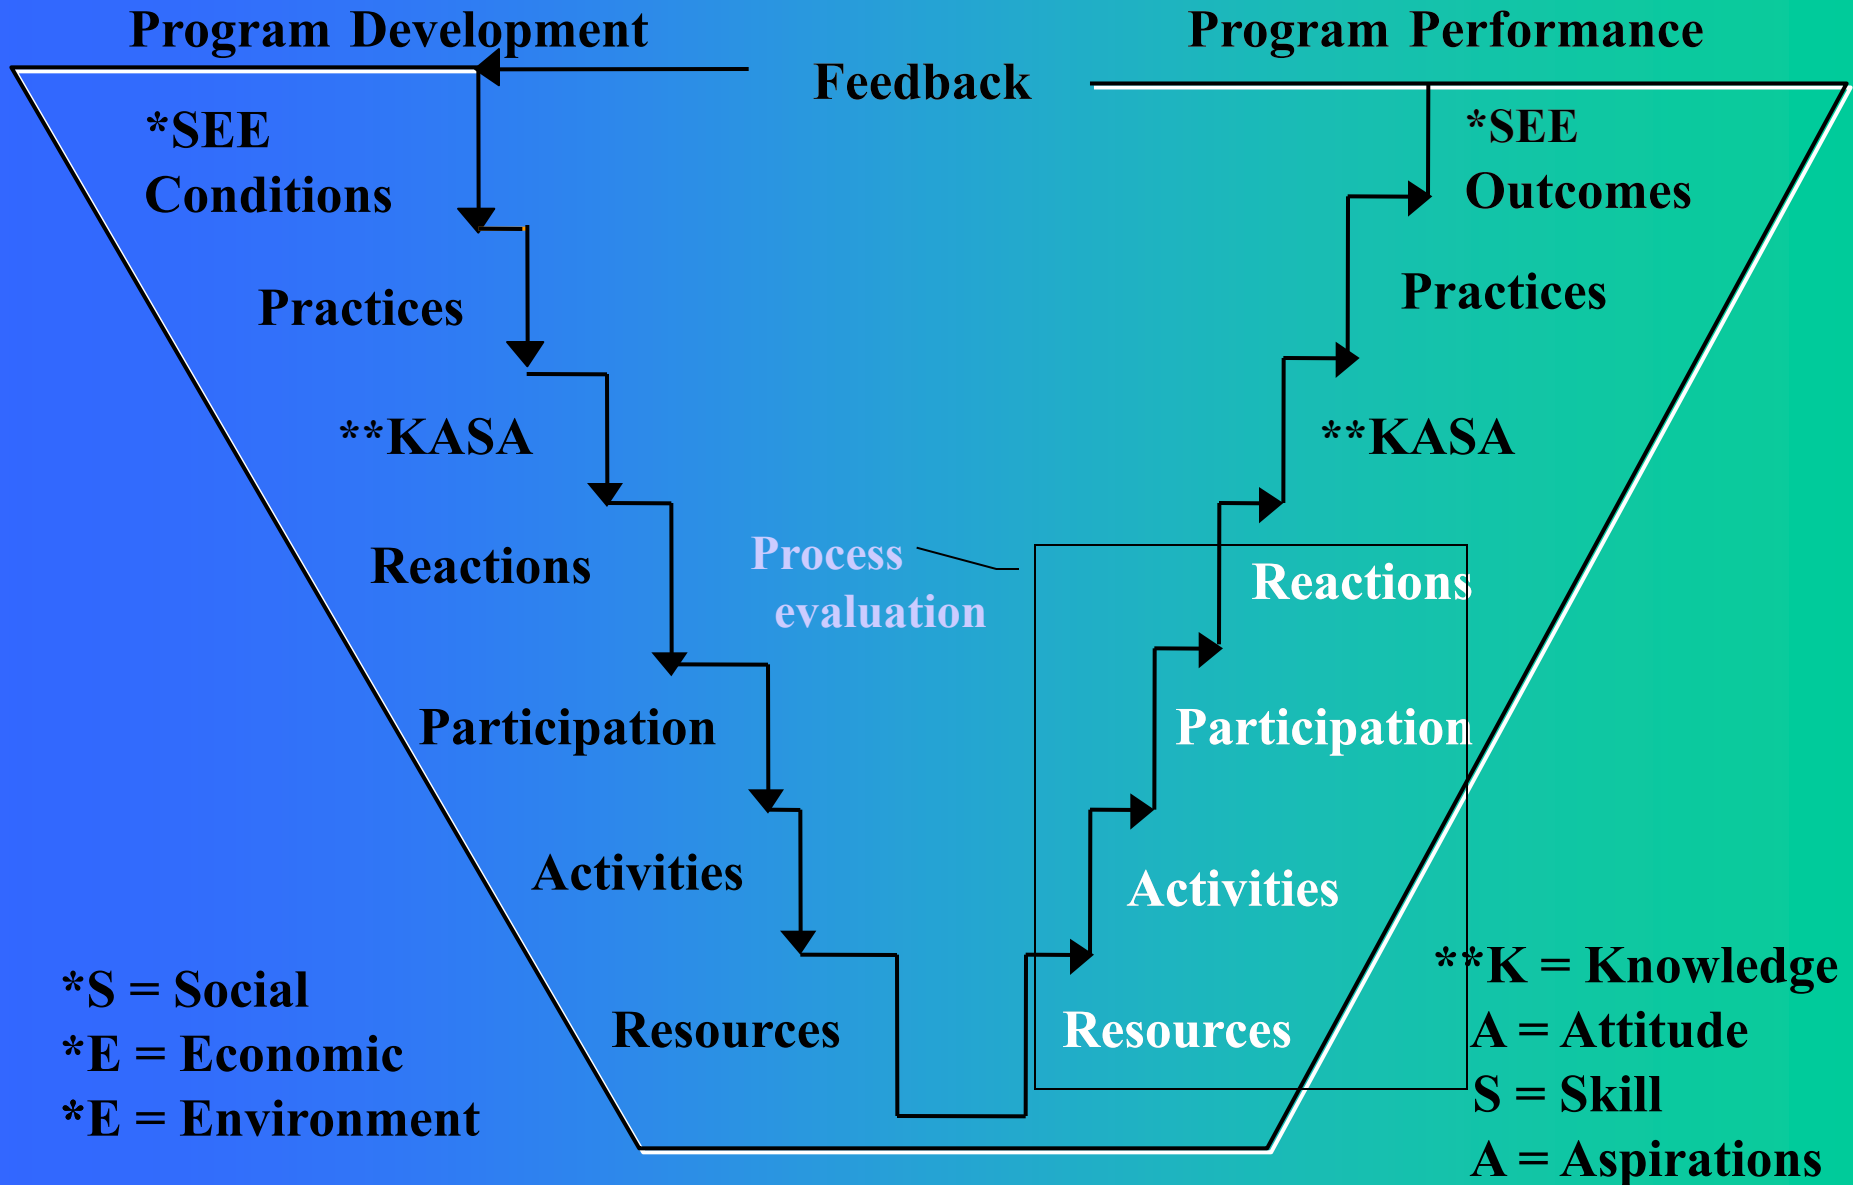 Program Development
Program Performance
Feedback
*SEE
Conditions
Practices
**KASA
Reactions
Participation
Activities
Resources
Process
evaluation
*SEE
Outcomes
Practices
**KASA
Reactions
Participation
Activities
Resources
*S = Social
*E = Economic
*E = Environment
**K = Knowledge
A = Attitude
S = Skill
A = Aspirations